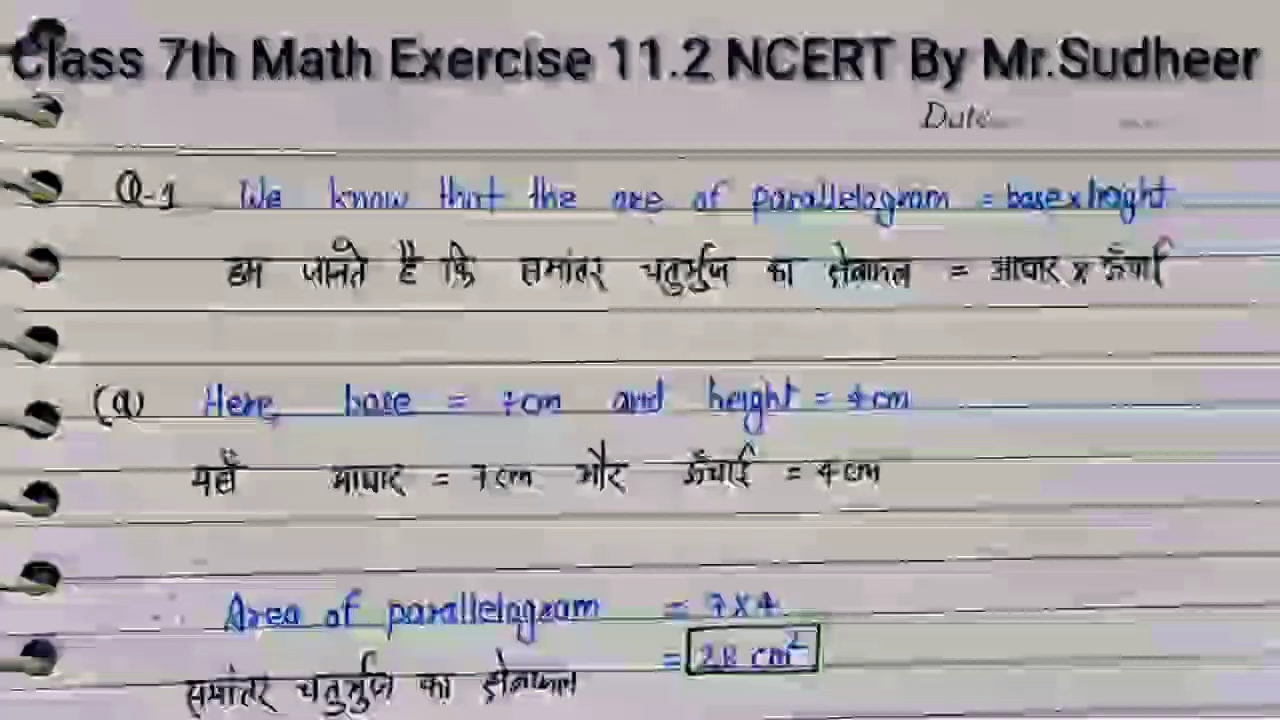 Class 7th Math Exercise 11.2 NCERT By Mr.Sudheer
Date
Q-1 We know that the are of parallelogram = base x height
हम जानते है कि समांतर चतुर्भुज का क्षेत्रफल = आधार x ऊँचाई
(a) Here base = 7cm and height = 4cm
यहाँ आधार = 7cm और ऊँचाई = 4cm
Area of parallelogram = 7 X 4
= 28 cm²
समांतर चतुर्भुज का क्षेत्रफल